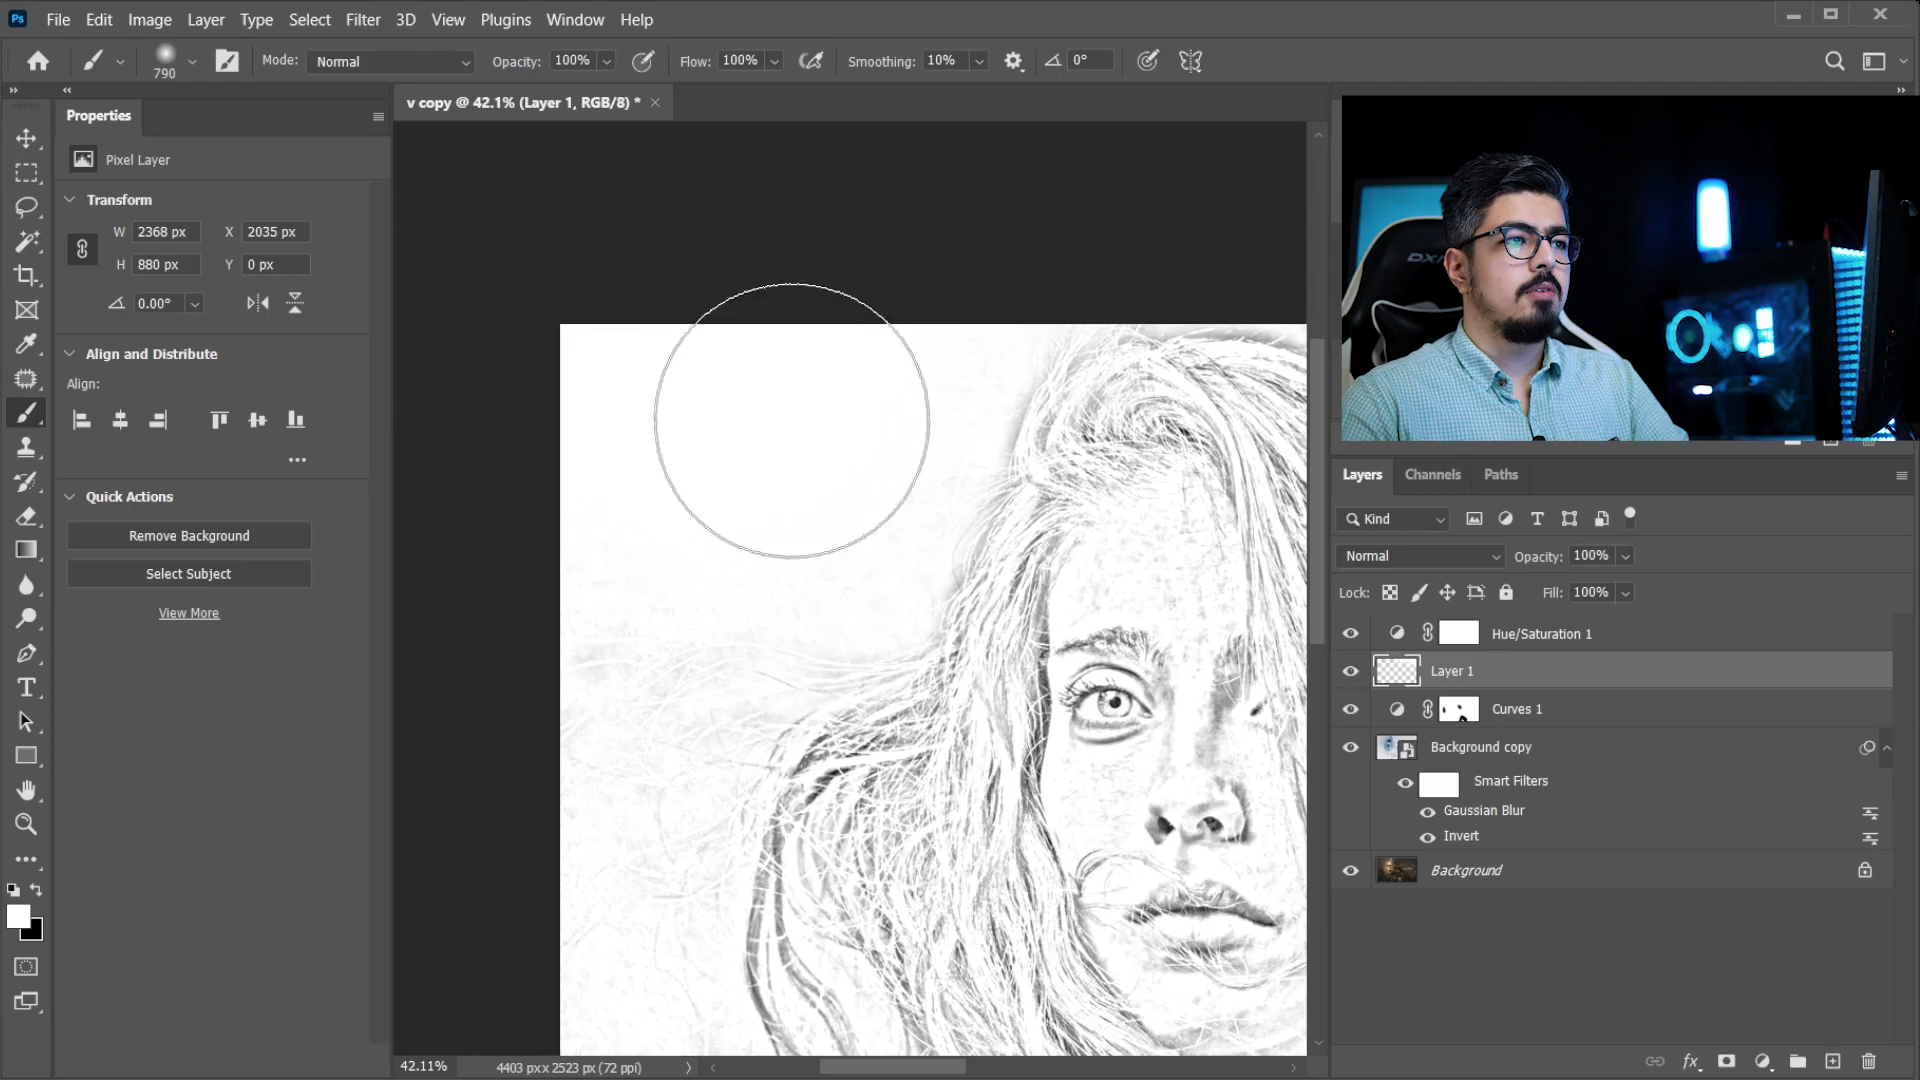 Ps File Edit Image Layer Type Select Filter 3D View Plugins Window Help
790 Mode: Normal Opacity: 100% Flow: 100% Smoothing: 10% 0°
Properties
v copy @ 42.1% (Layer 1, RGB/8) *
Pixel Layer
Transform
W 2368 px X 2035 px
H 880 px Y 0 px
0.00°
Align and Distribute
Align:
Quick Actions
Remove Background
Select Subject
View More
Layers Channels Paths
Kind
Normal Opacity: 100%
Lock: Fill: 100%
Hue/Saturation 1
Layer 1
Curves 1
Background copy
Smart Filters
Gaussian Blur
Invert
Background
42.11% 4403 px x 2523 px (72 ppi)